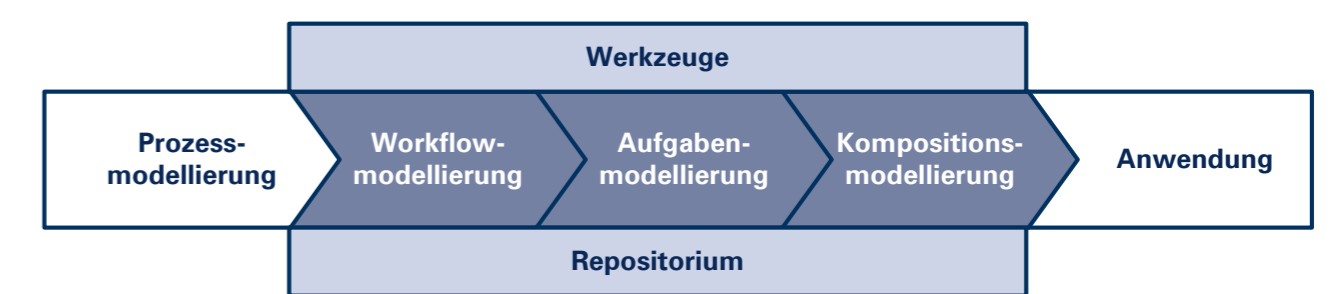 Werkzeuge
Prozess-
modellierung
Workflow-
modellierung
Aufgaben-
modellierung
Kompositions-
modellierung
Anwendung
Repositorium